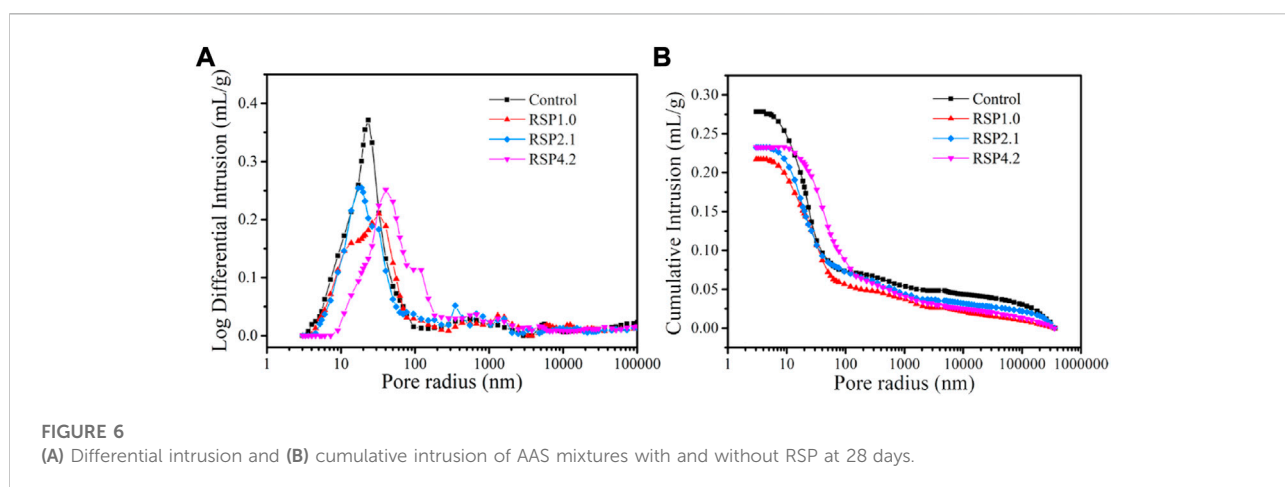 A
Log Differential Intrusion (mL/g)
0.4
0.3
0.2
0.1
0.0
Control
RSP1.0
RSP2.1
RSP4.2
1 10 100 1000 10000 100000
Pore radius (nm)
B
Cumulative Intrusion (mL/g)
0.30
0.25
0.20
0.15
0.10
0.05
0.00
Control
RSP1.0
RSP2.1
RSP4.2
1 10 100 1000 10000 100000 1000000
Pore radius (nm)
FIGURE 6
(A) Differential intrusion and (B) cumulative intrusion of AAS mixtures with and without RSP at 28 days.